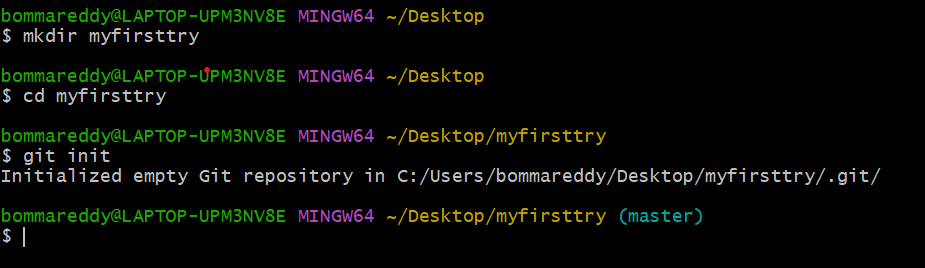 bommareddy@LAPTOP-UPM3NV8E MINGW64 ~/Desktop
$ mkdir myfirsttry
bommareddy@LAPTOP-UPM3NV8E MINGW64 ~/Desktop
$ cd myfirsttry
bommareddy@LAPTOP-UPM3NV8E MINGW64 ~/Desktop/myfirsttry
$ git init
Initialized empty Git repository in C:/Users/bommareddy/Desktop/myfirsttry/.git/
bommareddy@LAPTOP-UPM3NV8E MINGW64 ~/Desktop/myfirsttry (master)
$